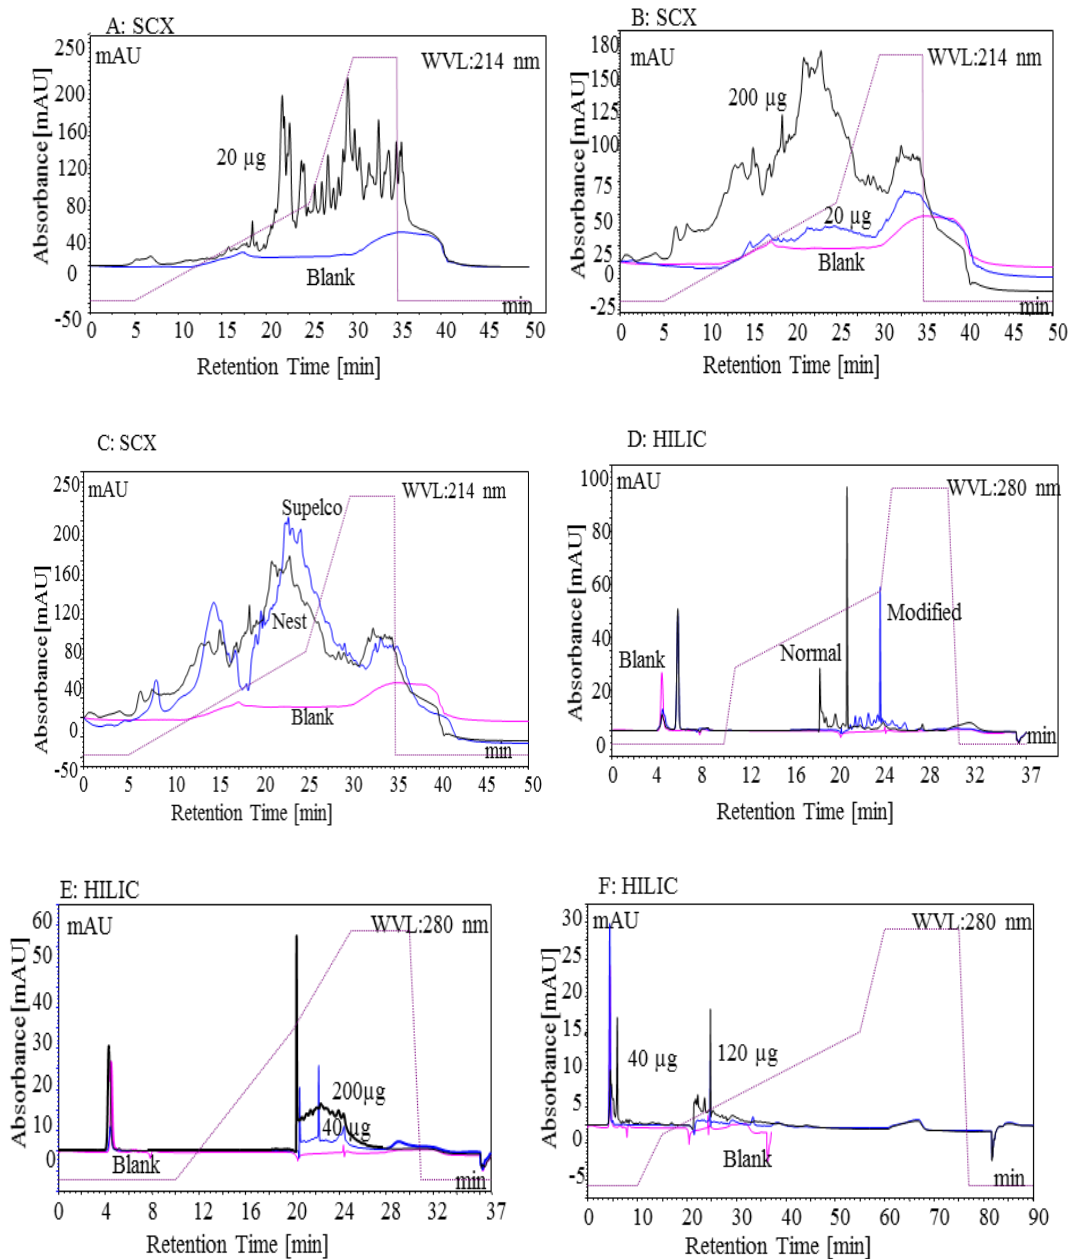 A: SCX
mAU
WVL:214 nm
250
200
160
120
80
40
0
-50
20 µg
Blank
min
0 5 10 15 20 25 30 35 40 45 50
Absorbance[mAU]
Retention Time [min]
B: SCX
mAU
WVL:214 nm
180
150
125
100
75
50
25
-25
200 µg
20 µg
Blank
min
0 5 10 15 20 25 30 35 40 45 50
Absorbance[mAU]
Retention Time [min]
C: SCX
mAU
WVL:214 nm
250
200
160
120
80
40
0
-50
Supelco
Nest
Blank
min
0 5 10 15 20 25 30 35 40 45 50
Absorbance[mAU]
Retention Time [min]
D: HILIC
mAU
WVL:280 nm
100
80
60
40
20
0
Blank
Normal
Modified
min
0 4 8 12 16 20 24 28 32 37
Absorbance [mAU]
Retention Time [min]
E: HILIC
mAU
WVL:280 nm
60
50
40
30
20
10
0
200µg
40 µg
Blank
min
0 4 8 12 16 20 24 28 32 37
Absorbance [mAU]
Retention Time [min]
F: HILIC
mAU
WVL:280 nm
30
25
20
15
10
5
0
-5
40 µg
120 µg
Blank
min
0 10 20 30 40 50 60 70 80 90
Absorbance [mAU]
Retention Time [min]